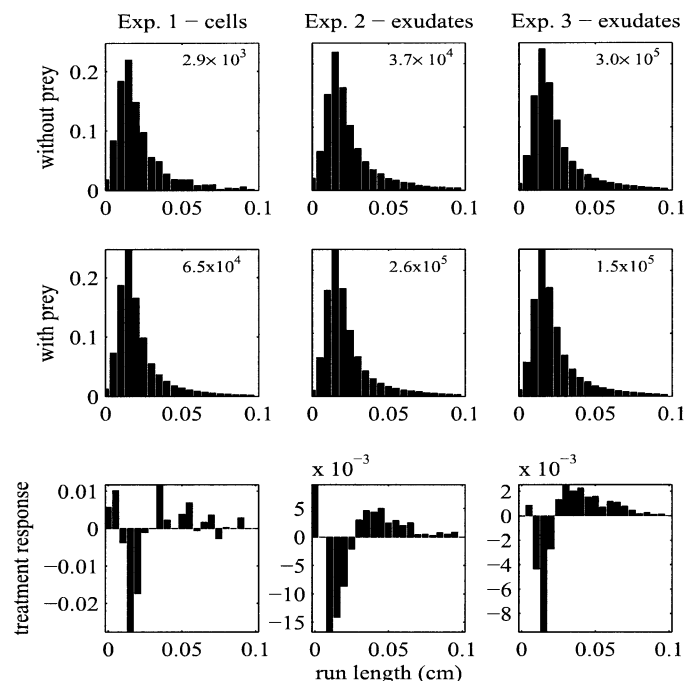 Exp. 1 − cells
Exp. 2 − exudates
Exp. 3 − exudates
without prey
0.2
0.1
0
2.9× 10³
3.7× 10⁴
3.0× 10⁵
0 0.05 0.1
0 0.05 0.1
0 0.05 0.1
with prey
0.2
0.1
0
6.5x10⁴
2.6x10⁵
1.5x10⁵
0 0.05 0.1
0 0.05 0.1
0 0.05 0.1
treatment response
0.01
0
−0.01
−0.02
0 0.05 0.1
x 10⁻³
5
0
−5
−10
−15
0 0.05 0.1
x 10⁻³
2
0
−2
−4
−6
−8
0 0.05 0.1
run length (cm)